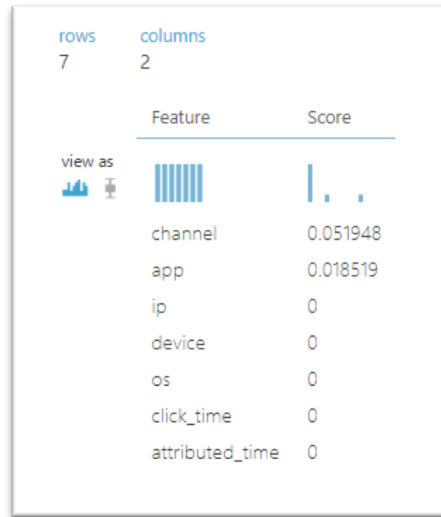 rows columns
7 2
Feature Score
view as
channel 0.051948
app 0.018519
ip 0
device 0
os 0
click_time 0
attributed_time 0